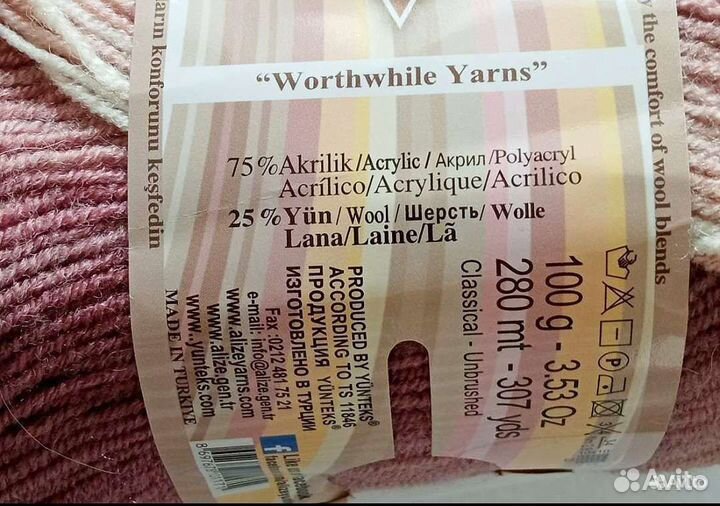 "Worthwhile Yarns"
75%Akrilik/Acrylic/Акрил/Polyacryl
Acrílico/Acrylique/Acrilico
25%Yün/Wool/Шерсть/Wolle
Lana/Laine/Lã
arın konforunu keşfedin
y the comfort of wool blends
100 g - 3.53 Oz
280 mt - 307 yds
Classical - Unbrushed
PRODUCED BY YÜNTEKS®
ACCORDING TO TS 11846
ПРОДУКЦИЯ YÜNTEKS®
ИЗГОТОВЛЕНО В ТУРЦИИ
Fax :0212 481 75 21
e-mail: info@alize.gen.tr
www.alizeyarns.com
www.alize.gen.tr
www.yunteks.com
MADE IN TURKIYE
P
Avito